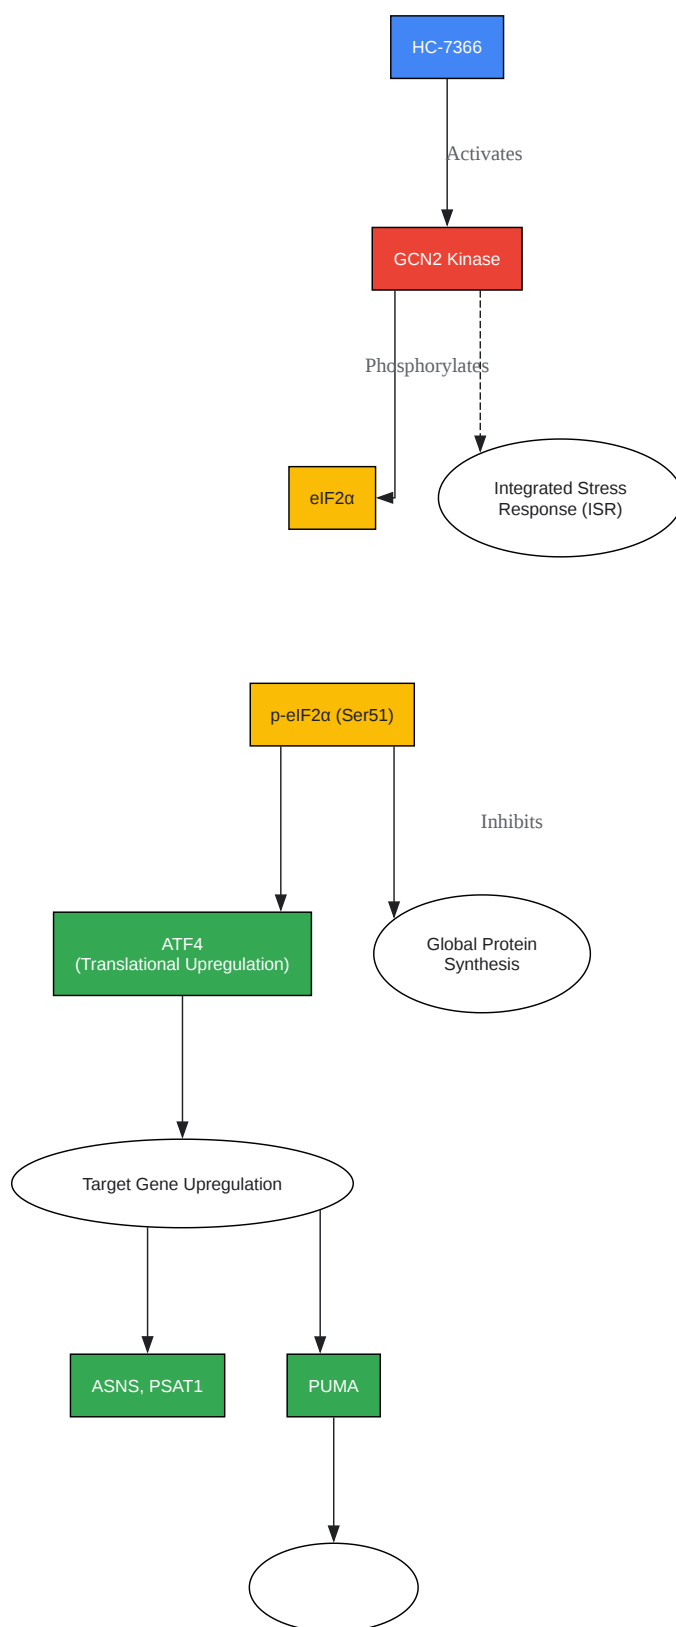 HC-7366
Activates
GCN2 Kinase
Phosphorylates
eIF2α
Integrated Stress
Response (ISR)
p-eIF2α (Ser51)
Inhibits
ATF4
(Translational Upregulation)
Global Protein
Synthesis
Target Gene Upregulation
ASNS, PSAT1
PUMA